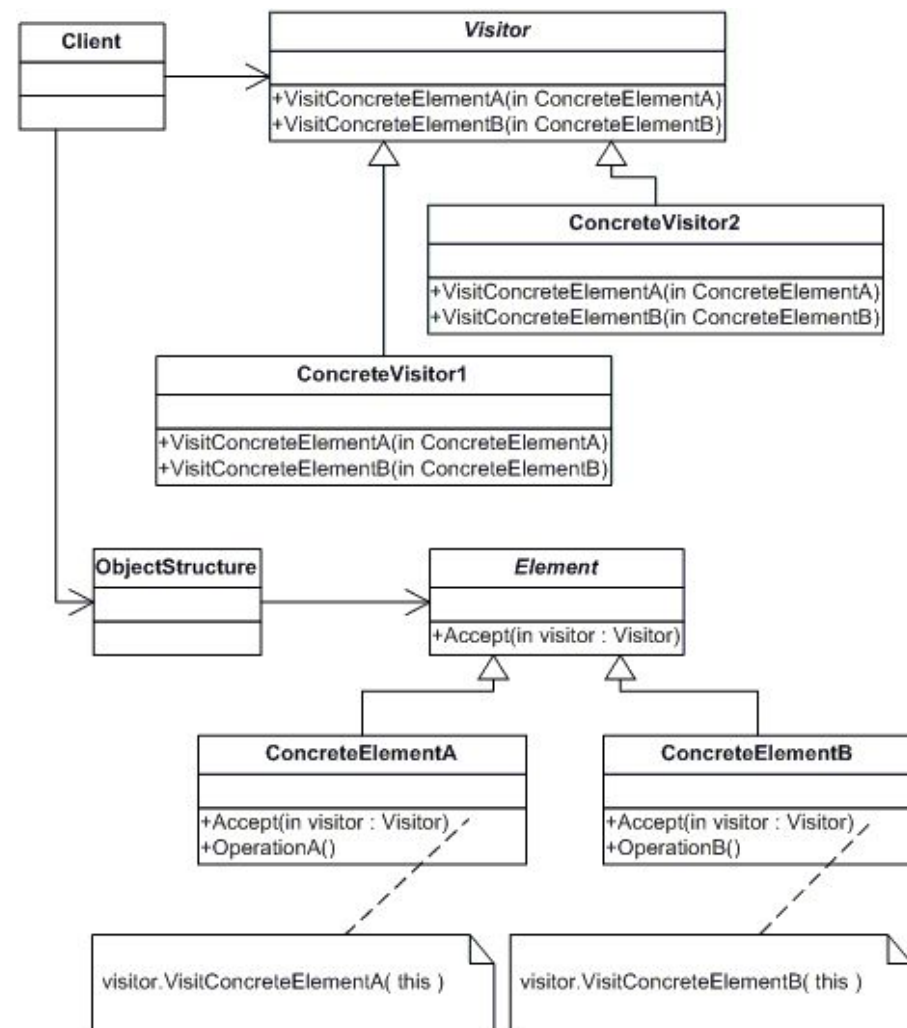 Client
Visitor
+VisitConcreteElementA(in ConcreteElementA)
+VisitConcreteElementB(in ConcreteElementB)
ConcreteVisitor2
+VisitConcreteElementA(in ConcreteElementA)
+VisitConcreteElementB(in ConcreteElementB)
ConcreteVisitor1
+VisitConcreteElementA(in ConcreteElementA)
+VisitConcreteElementB(in ConcreteElementB)
ObjectStructure
Element
+Accept(in visitor : Visitor)
ConcreteElementA
+Accept(in visitor : Visitor)
+OperationA()
ConcreteElementB
+Accept(in visitor : Visitor)
+OperationB()
visitor.VisitConcreteElementA( this )
visitor.VisitConcreteElementB( this )